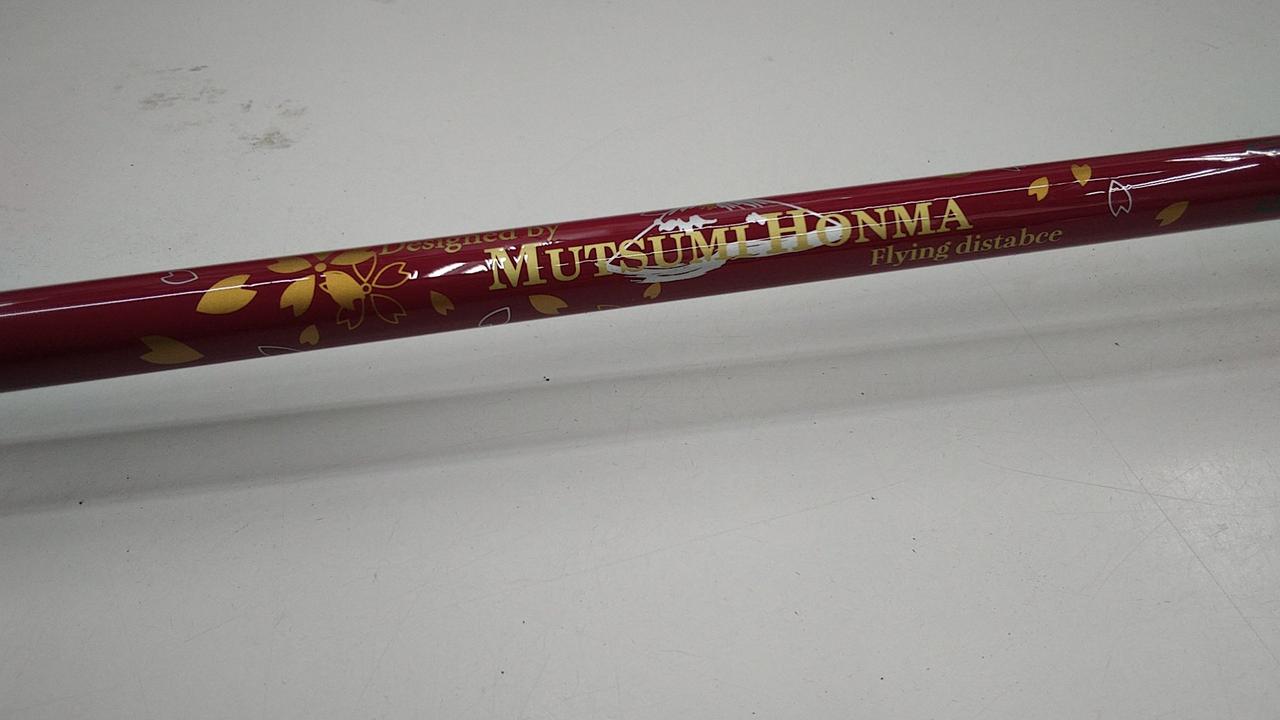 Designed by
MUTSUMI HONMA
Flying distabce